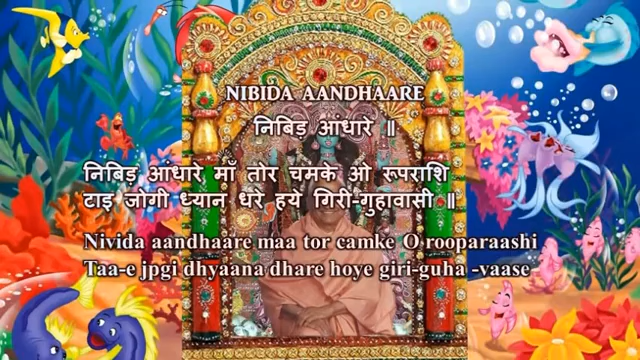 NIBIDA AANDHAARE
निबिड़ आंधारे ॥
निबिड़ आंधारे माँ तोर चमके ओ रूपराशि
टाइ जोगी ध्यान धरे हये गिरी-गुहावासी ॥
Nivida aandhaare maa tor camke O rooparaashi
Taa-e jpgi dhyaana dhare hoye giri-guha -vaase